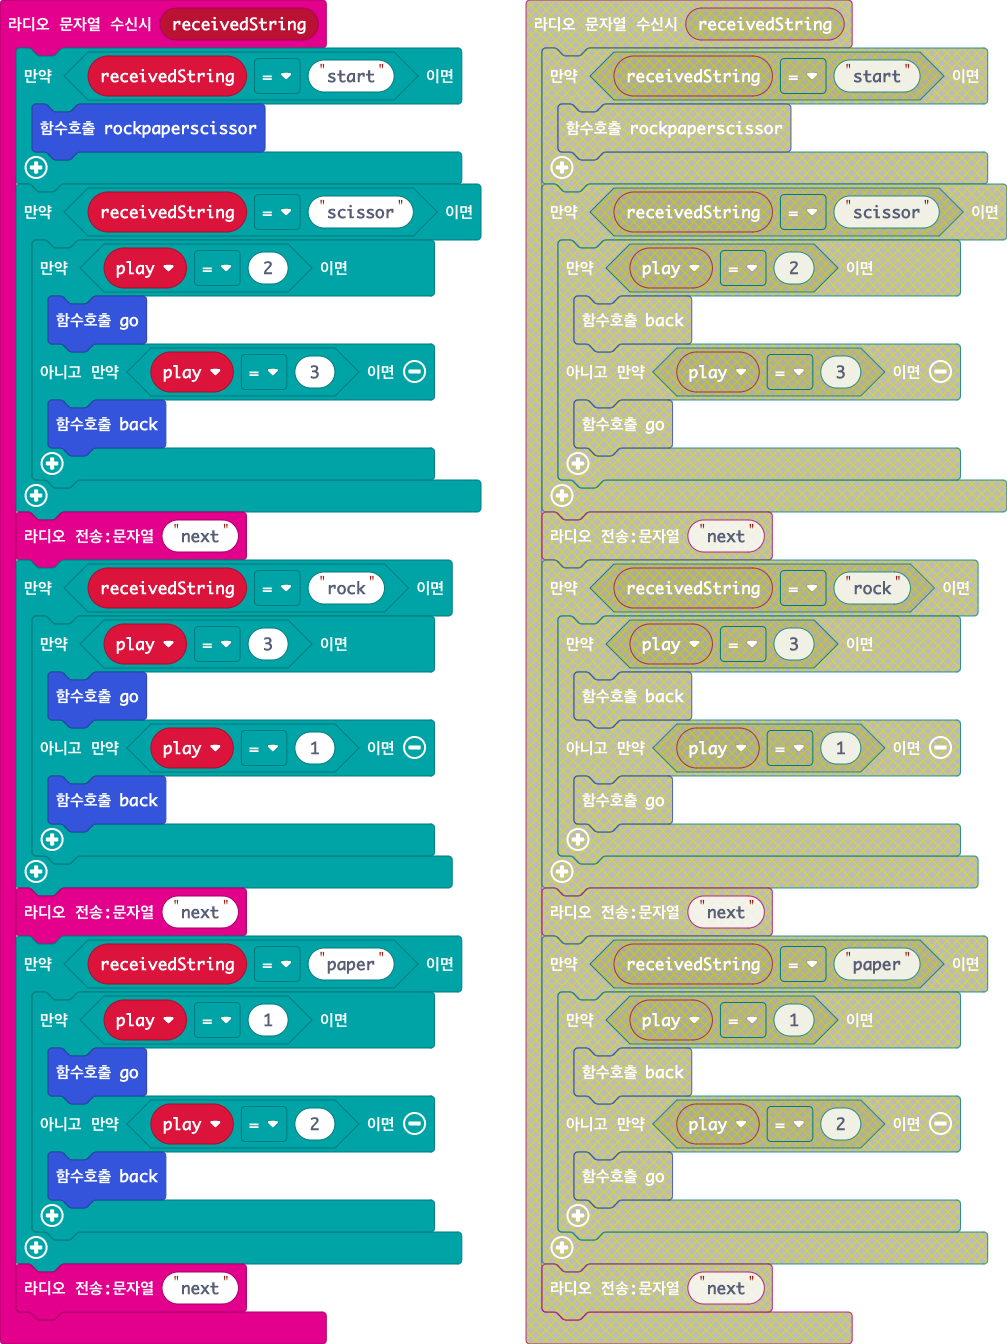 라디오 문자열 수신시 receivedString
만약 receivedString = "start" 이면
함수호출 rockpaperscissor
만약 receivedString = "scissor" 이면
만약 play = 2 이면
함수호출 go
아니고 만약 play = 3 이면
함수호출 back
라디오 전송:문자열 "next"
만약 receivedString = "rock" 이면
만약 play = 3 이면
함수호출 go
아니고 만약 play = 1 이면
함수호출 back
라디오 전송:문자열 "next"
만약 receivedString = "paper" 이면
만약 play = 1 이면
함수호출 go
아니고 만약 play = 2 이면
함수호출 back
라디오 전송:문자열 "next"
라디오 문자열 수신시 receivedString
만약 receivedString = "start" 이면
함수호출 rockpaperscissor
만약 receivedString = "scissor" 이면
만약 play = 2 이면
함수호출 back
아니고 만약 play = 3 이면
함수호출 go
라디오 전송:문자열 "next"
만약 receivedString = "rock" 이면
만약 play = 3 이면
함수호출 back
아니고 만약 play = 1 이면
함수호출 go
라디오 전송:문자열 "next"
만약 receivedString = "paper" 이면
만약 play = 1 이면
함수호출 back
아니고 만약 play = 2 이면
함수호출 go
라디오 전송:문자열 "next"